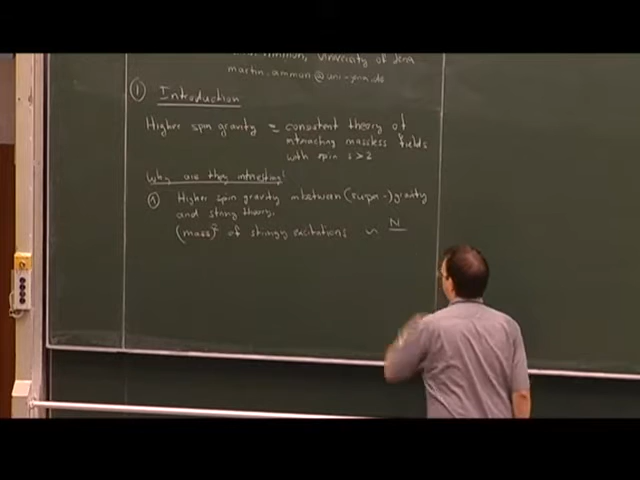 University of Jena
martin.ammon@uni-jena.de
① Introduction
Higher spin gravity = consistent theory of
interacting massless fields
with spin s>2
Why are they interesting?
① Higher spin gravity inbetween (super-) gravity
and string theory.
(mass)² of stringy excitations ~ N